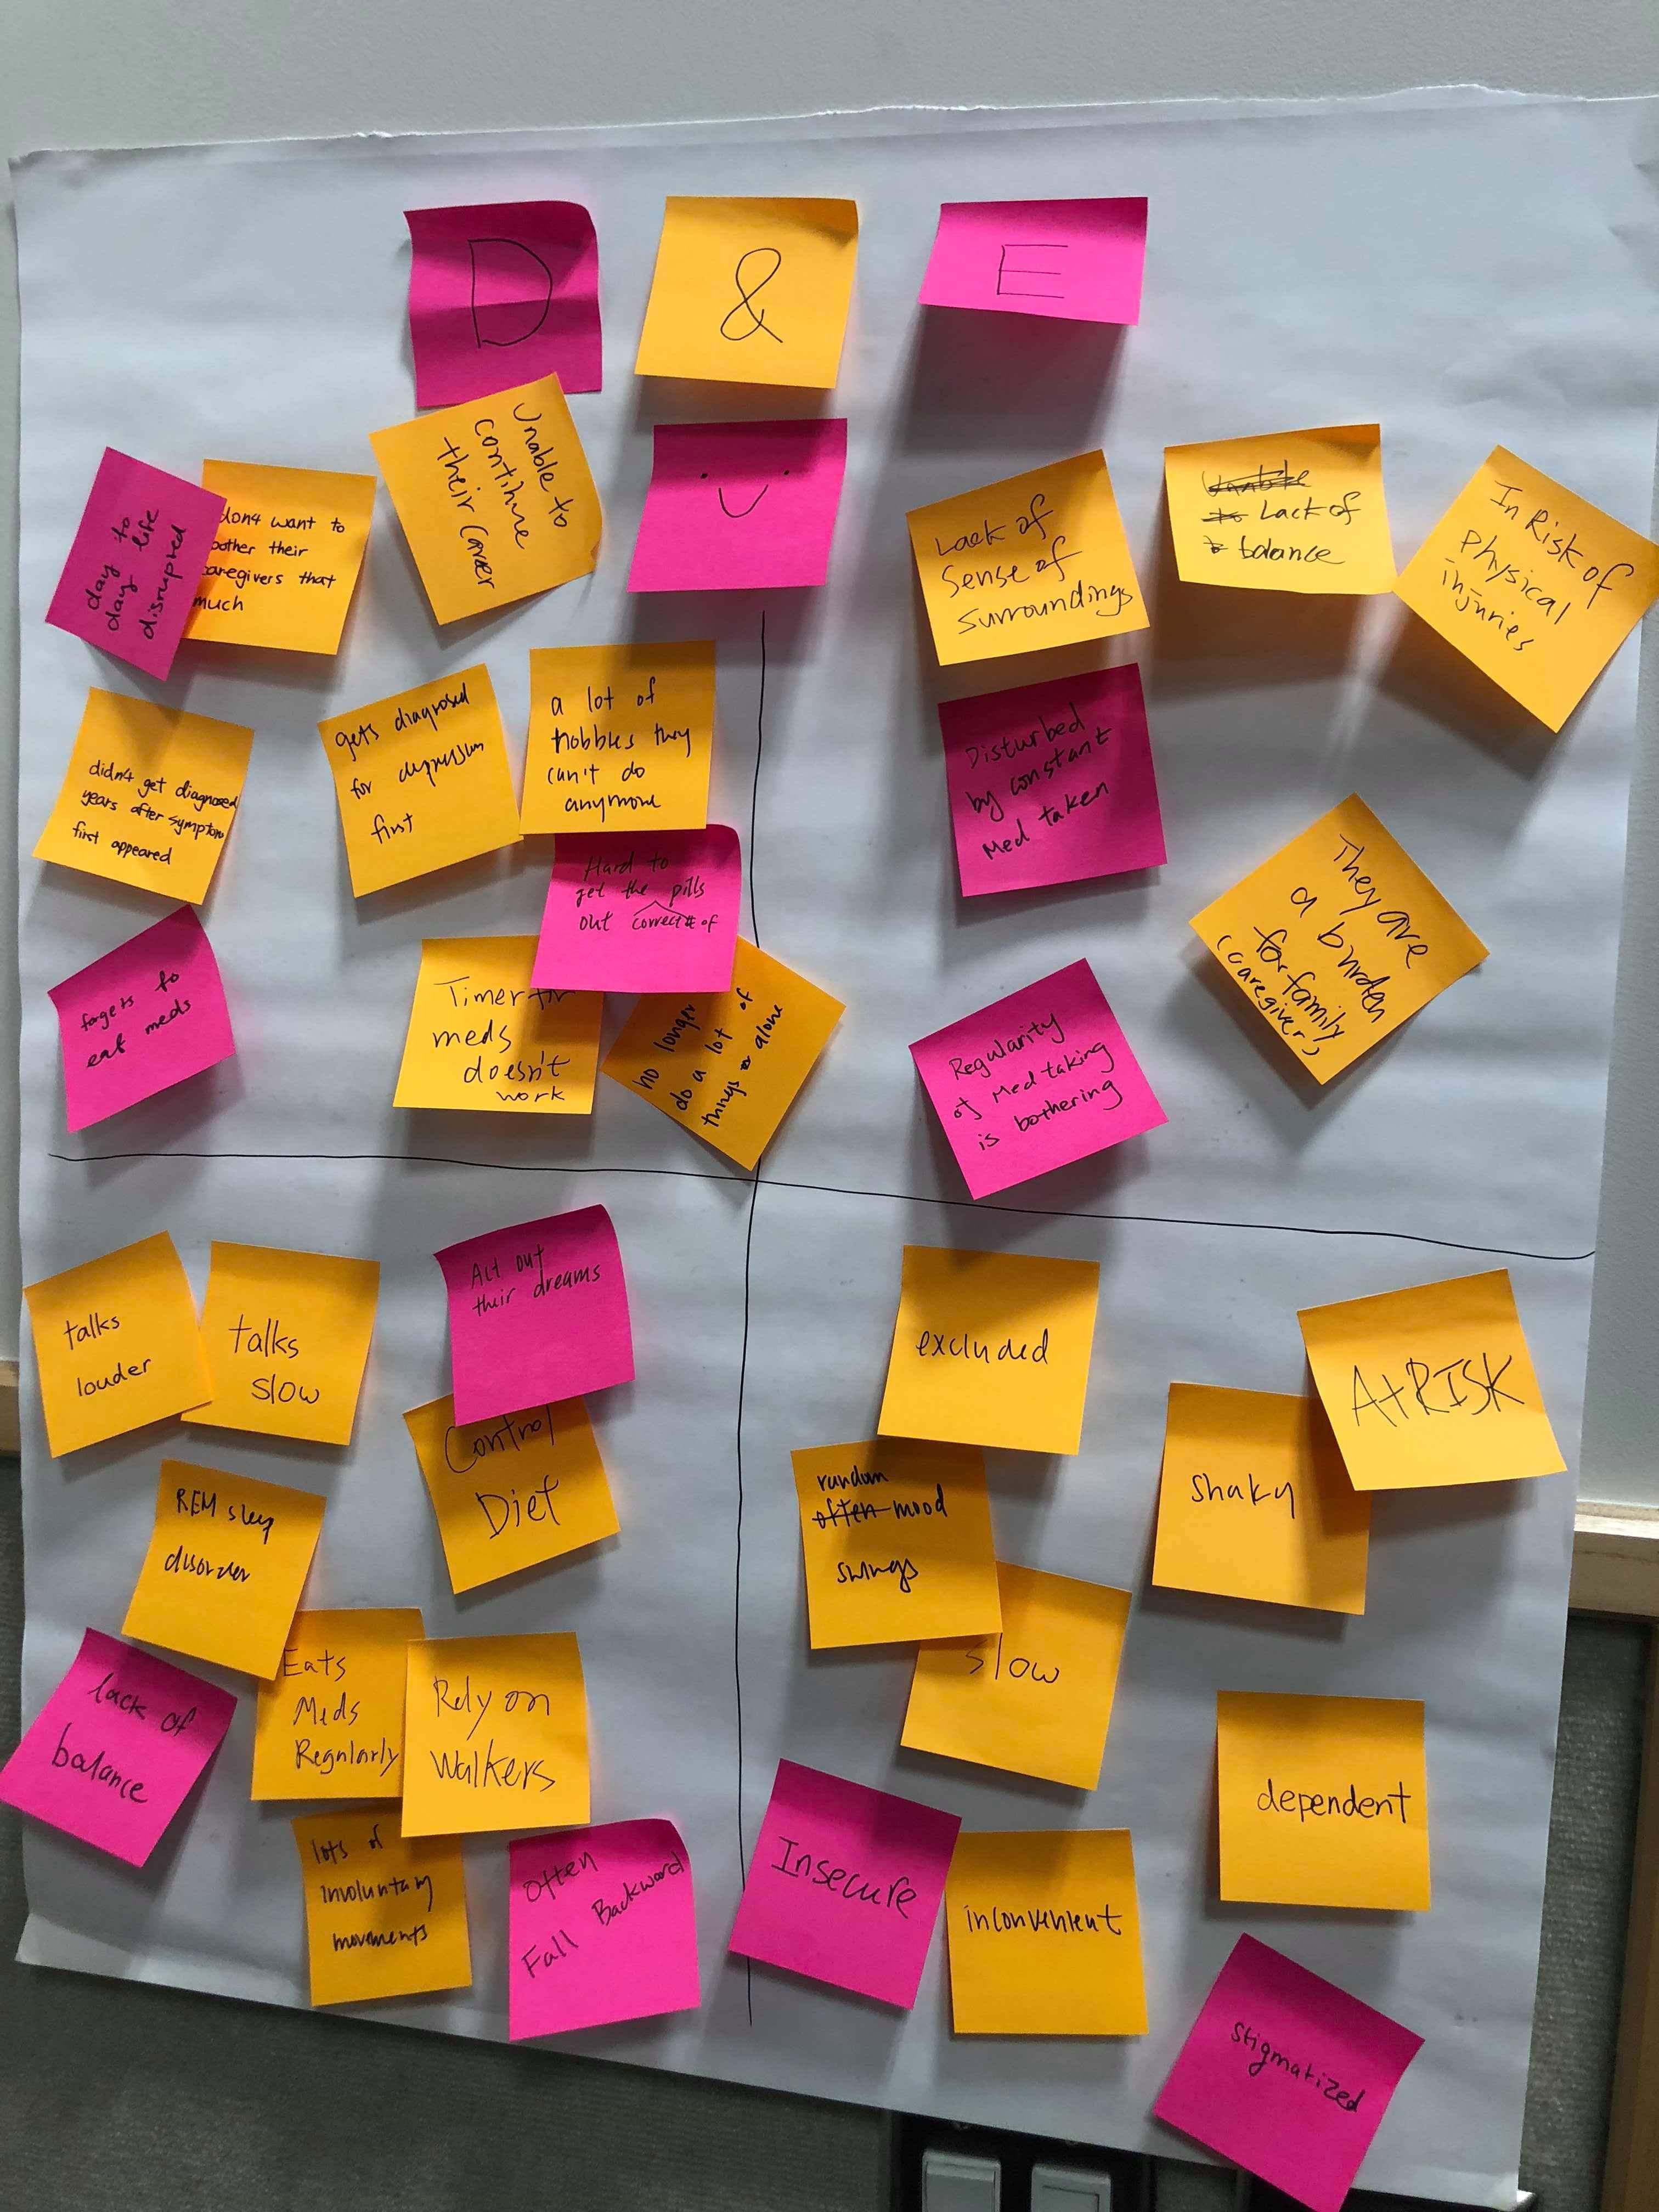 D
&
E
day to
day life
disrupted
don4 want to
bother their
caregivers that
much
Unable to
continue
their Career
didn4 get diagnosed
years after symptom
first appeared
gets diagnosed
for depression
first
a lot of
hobbies they
can't do
anymore
Hard to
get the pills
out correct # of
forgets to
eat meds
Timer for
meds
doesn't
work
no longer
do a lot of
things alone
Lack of
Sense of
Surroundings
Unable
to Lack of
to balance
In Risk of
Physical
injuries
Disturbed
by constant
Med taken
They are
a burden
for family
(caregivers)
Regularity
of Med taking
is bothering
talks
louder
talks
slow
Act out
their dreams
Control
Diet
REM sleep
disorder
lack of
balance
Eats
Meds
Regularly
Rely on
Walkers
lots of
involuntary
movements
Often
Fall Backward
excluded
At RISK
shaky
random
often mood
swings
slow
dependent
Insecure
inconvenient
stigmatized